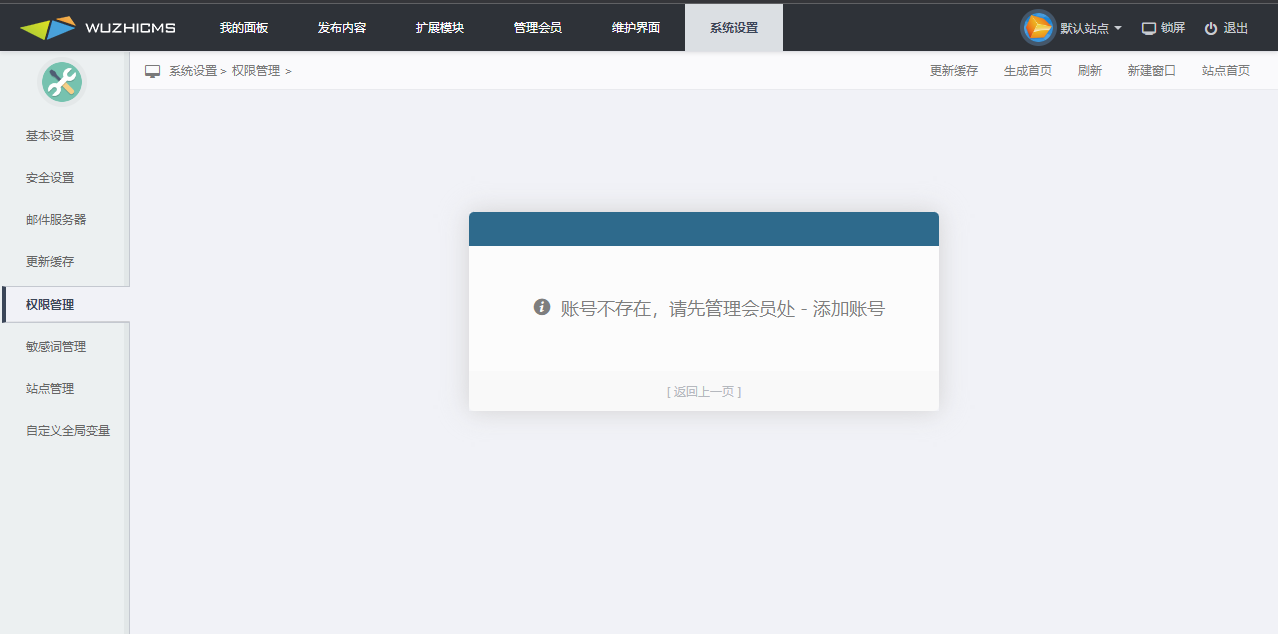 WUZHICMS 我的面板 发布内容 扩展模块 管理会员 维护界面 系统设置 默认站点 锁屏 退出
系统设置 > 权限管理 > 更新缓存 生成首页 刷新 新建窗口 站点首页
基本设置
安全设置
邮件服务器
更新缓存
权限管理
敏感词管理
站点管理
自定义全局变量
账号不存在，请先管理会员处 - 添加账号
[ 返回上一页 ]